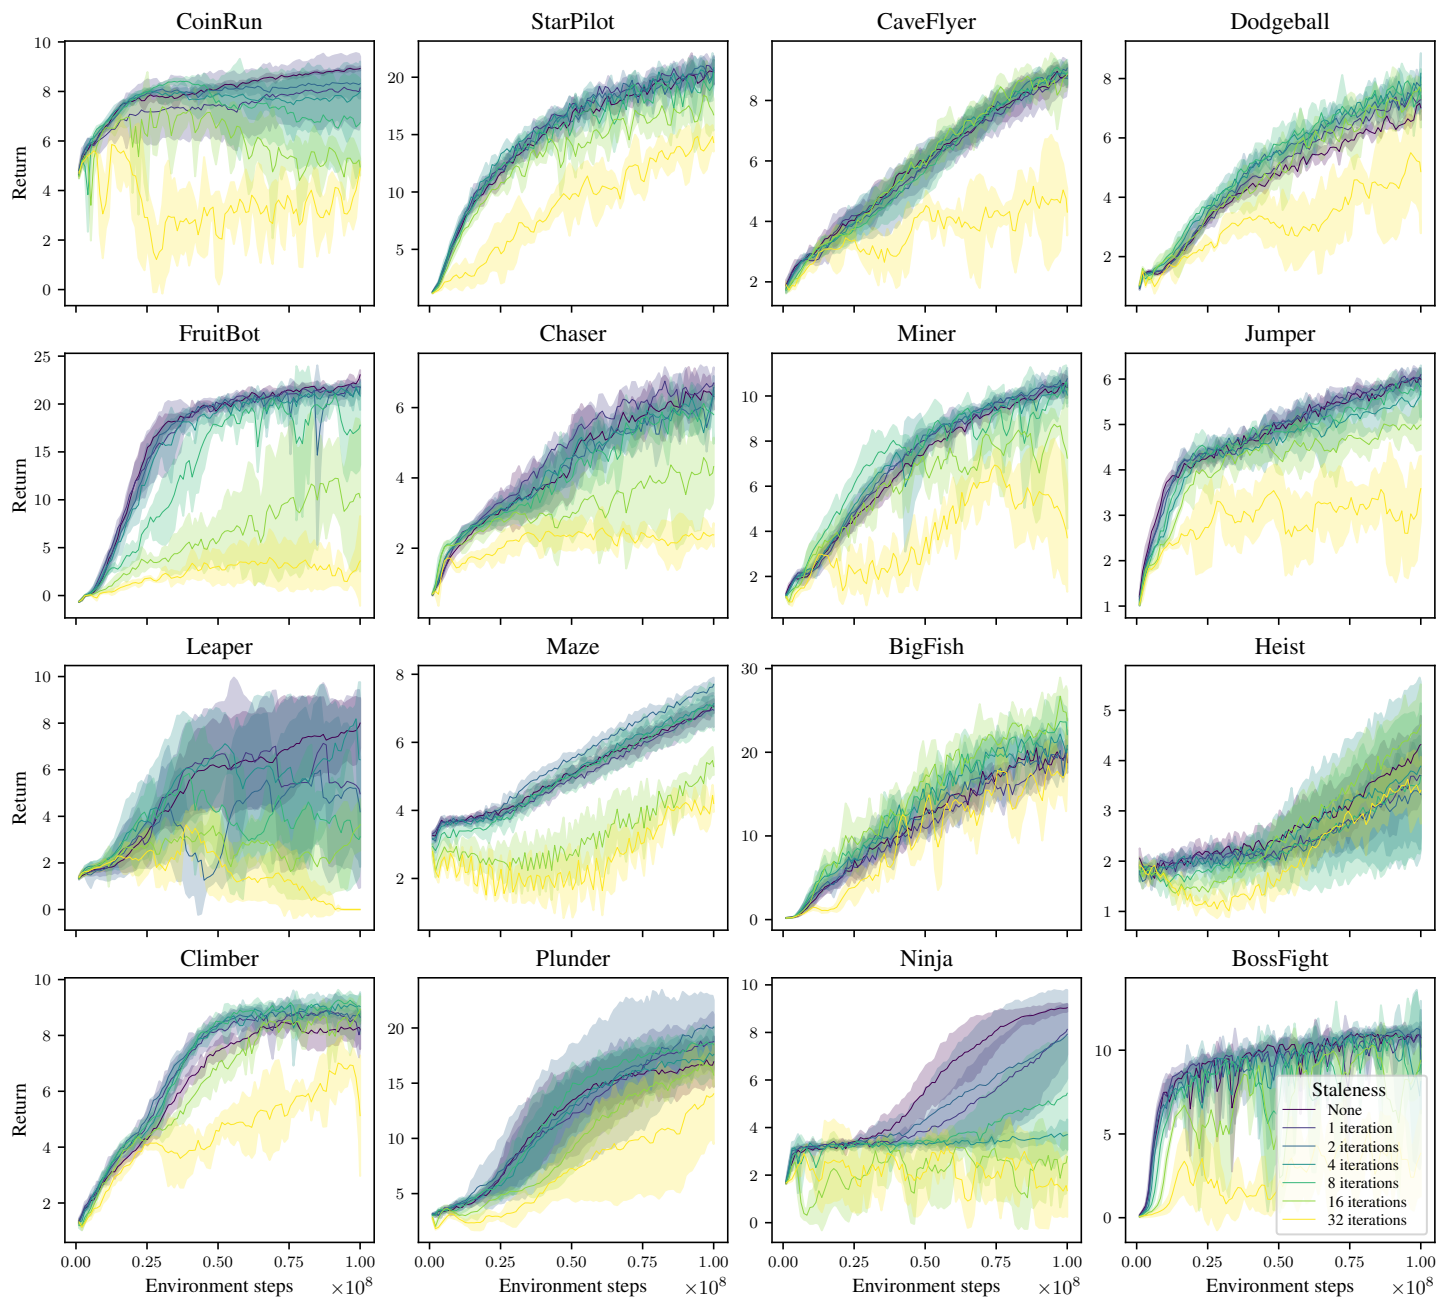 CoinRun
StarPilot
CaveFlyer
Dodgeball
Return
10
8
6
4
2
0
20
15
10
5
8
6
4
2
8
6
4
2
FruitBot
Chaser
Miner
Jumper
Return
25
20
15
10
5
0
6
4
2
10
8
6
4
2
6
5
4
3
2
1
Leaper
Maze
BigFish
Heist
Return
10
8
6
4
2
0
8
6
4
2
30
20
10
0
5
4
3
2
1
Climber
Plunder
Ninja
BossFight
Return
10
8
6
4
2
20
15
10
5
10
8
6
4
2
0
10
5
0
Staleness
None
1 iteration
2 iterations
4 iterations
8 iterations
16 iterations
32 iterations
0.00 0.25 0.50 0.75 1.00
0.00 0.25 0.50 0.75 1.00
0.00 0.25 0.50 0.75 1.00
0.00 0.25 0.50 0.75 1.00
Environment steps ×10⁸
Environment steps ×10⁸
Environment steps ×10⁸
Environment steps ×10⁸